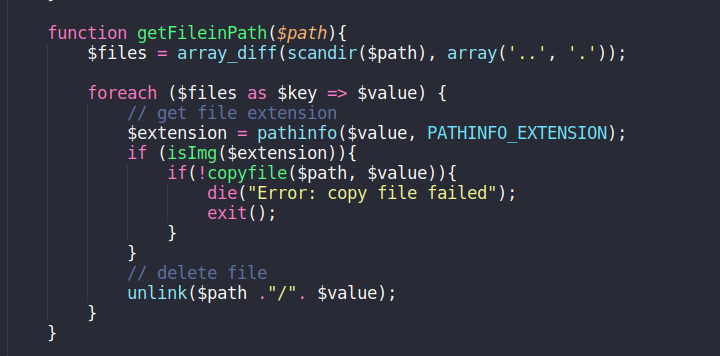 function getFileinPath($path){
    $files = array_diff(scandir($path), array('..', '.'));

    foreach ($files as $key => $value) {
        // get file extension
        $extension = pathinfo($value, PATHINFO_EXTENSION);
        if (isImg($extension)){
            if(!copyfile($path, $value)){
                die("Error: copy file failed");
                exit();
            }
        }
        // delete file
        unlink($path ."/". $value);
    }
}